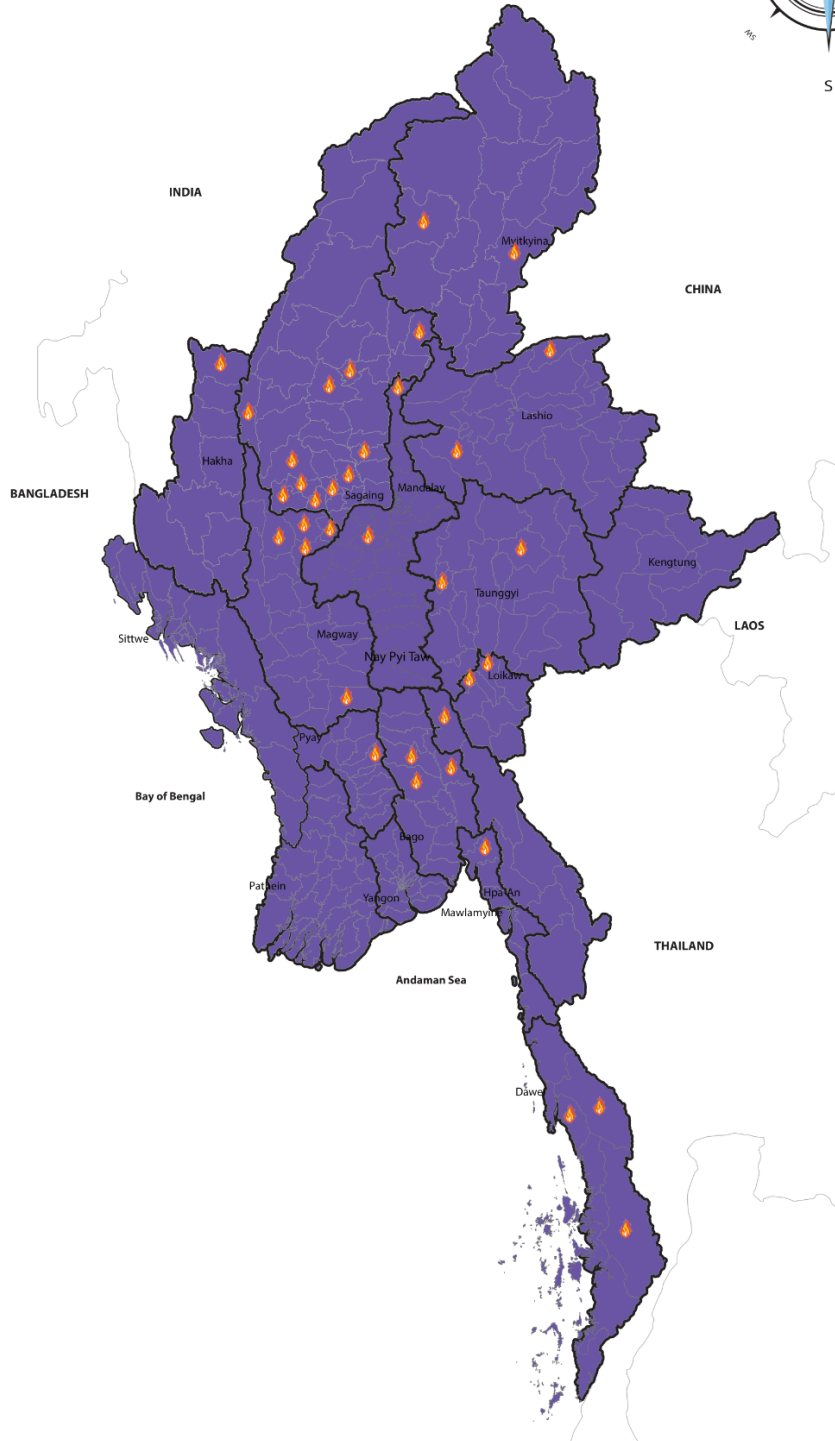 SW
S
INDIA
Myitkyina
CHINA
Lashio
Hakha
Mandalay
BANGLADESH
Sagaing
Kengtung
Taunggyi
LAOS
Sittwe
Magway
Nay Pyi Taw
Loikaw
Pyay
Bay of Bengal
Bago
Pathein
Hpa-An
Yangon
Mawlamyine
THAILAND
Andaman Sea
Dawei